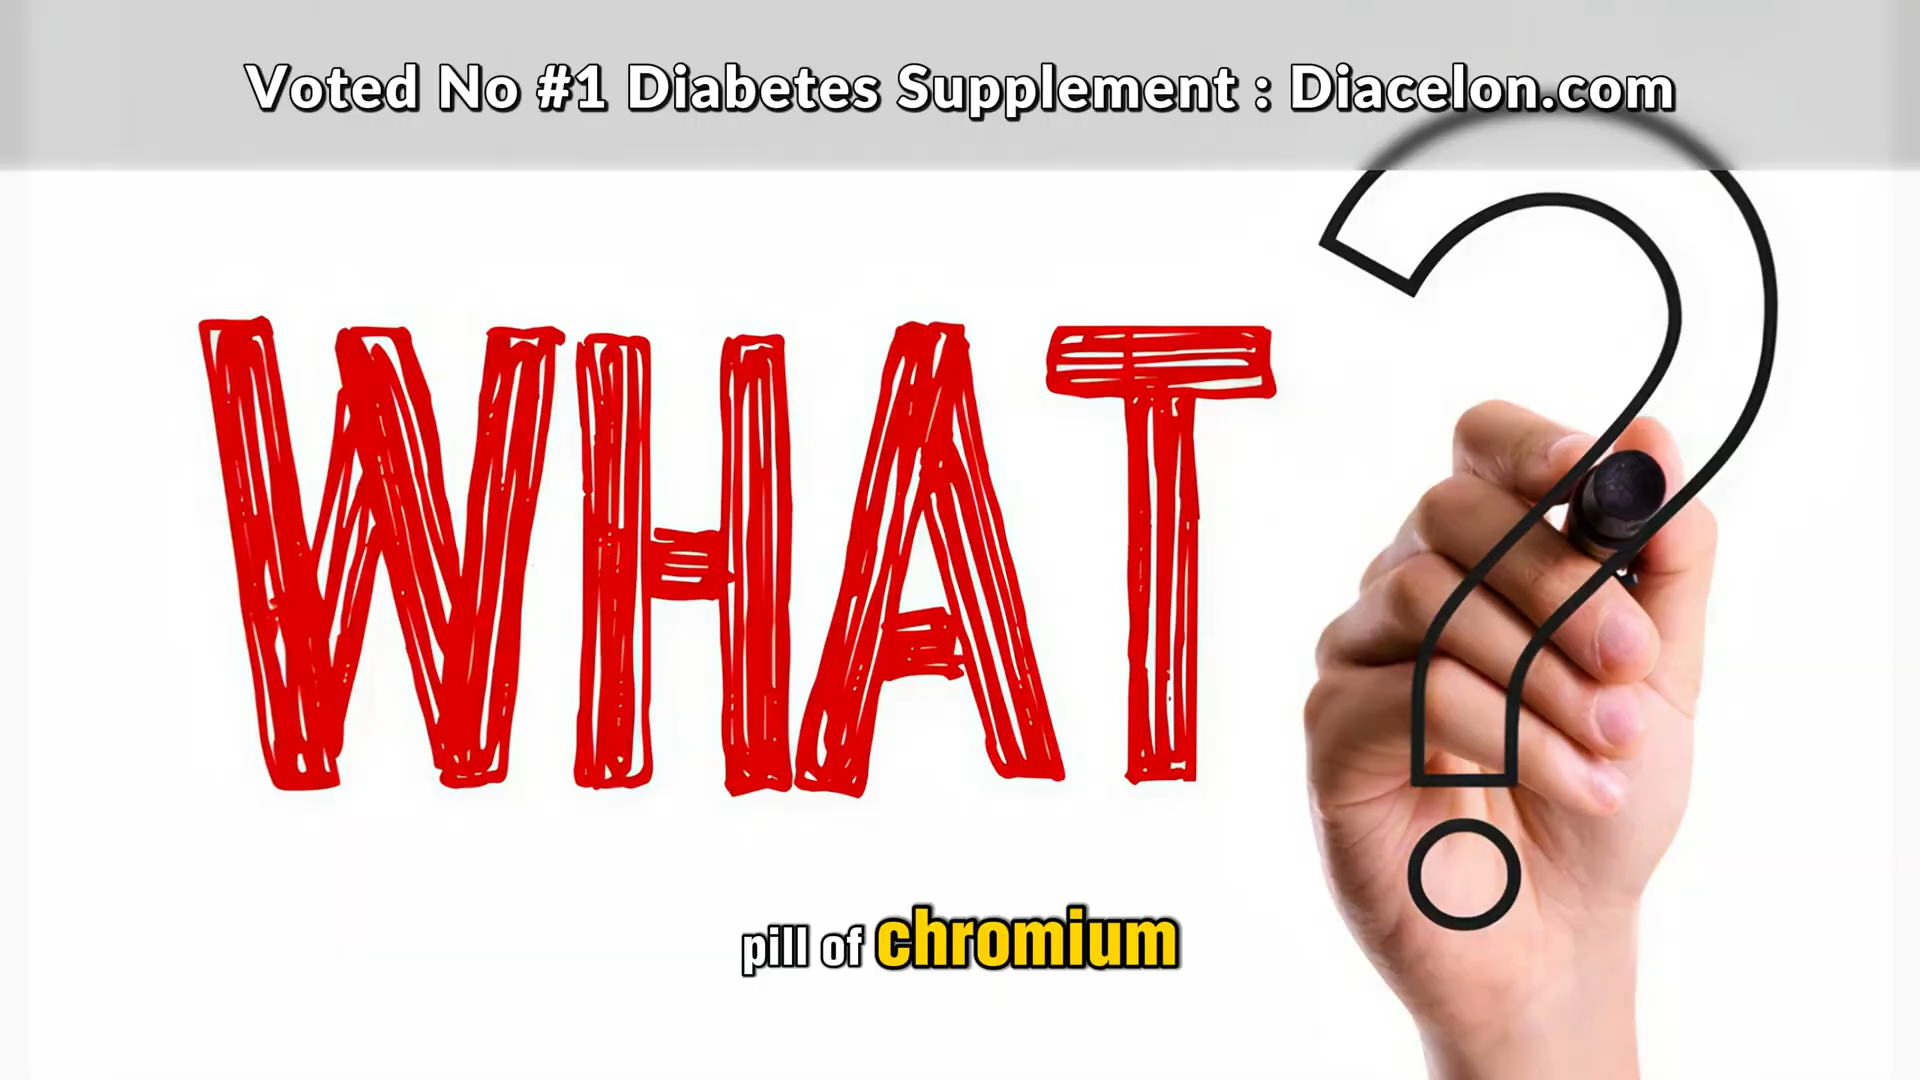 Voted No #1 Diabetes Supplement : Diacelon.com
WHAT?
pill of chromium